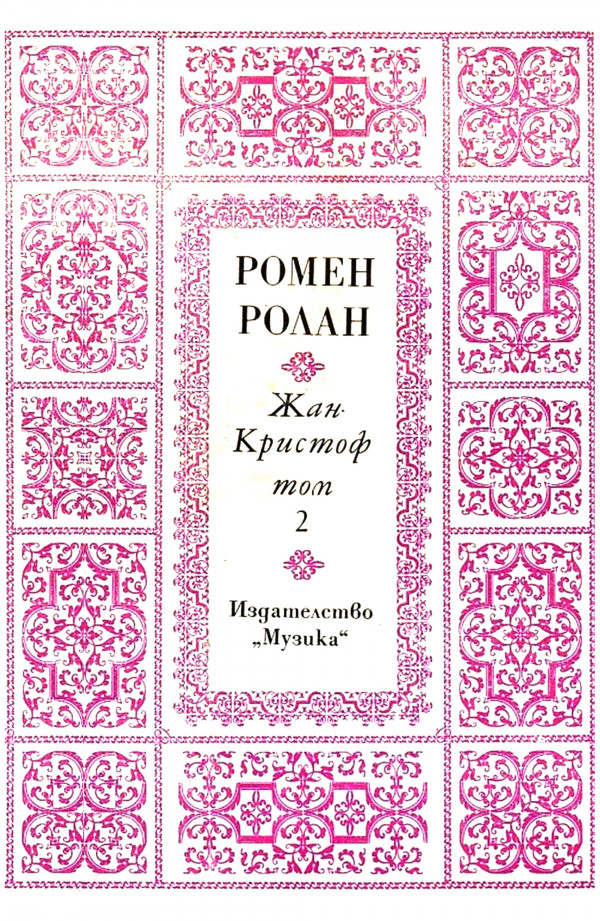 РОМЕН
РОЛАН
Жан-
Кристоф
том
2
Издателство
„Музика“